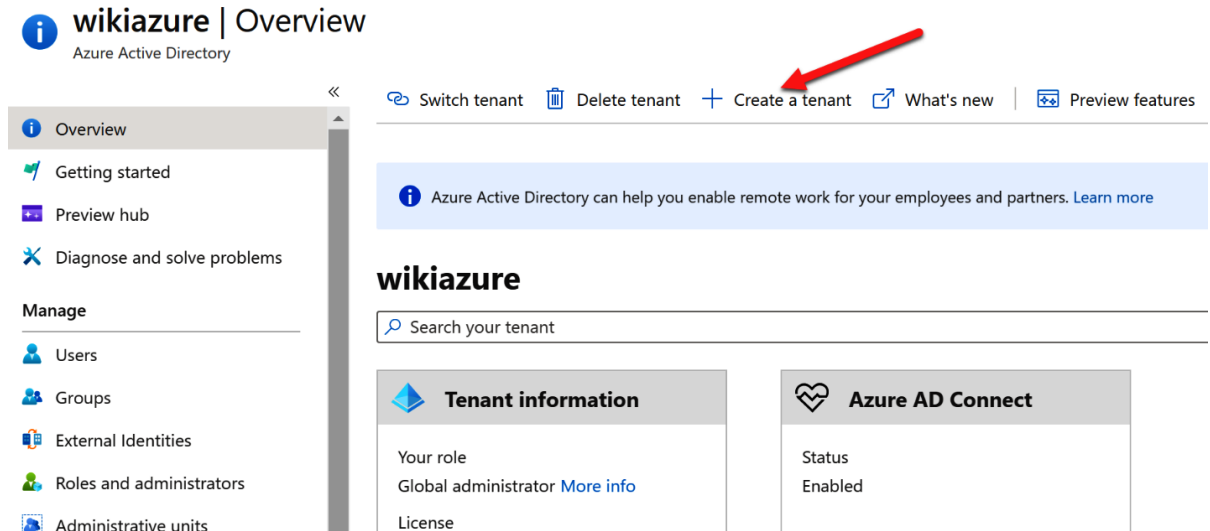 wikiazure | Overview
Azure Active Directory
«
Switch tenant Delete tenant Create a tenant What's new Preview features
Overview
Getting started
Preview hub
Diagnose and solve problems
Manage
Users
Groups
External Identities
Roles and administrators
Administrative units
Azure Active Directory can help you enable remote work for your employees and partners. Learn more
wikiazure
Search your tenant
Tenant information
Your role
Global administrator More info
License
Azure AD Connect
Status
Enabled